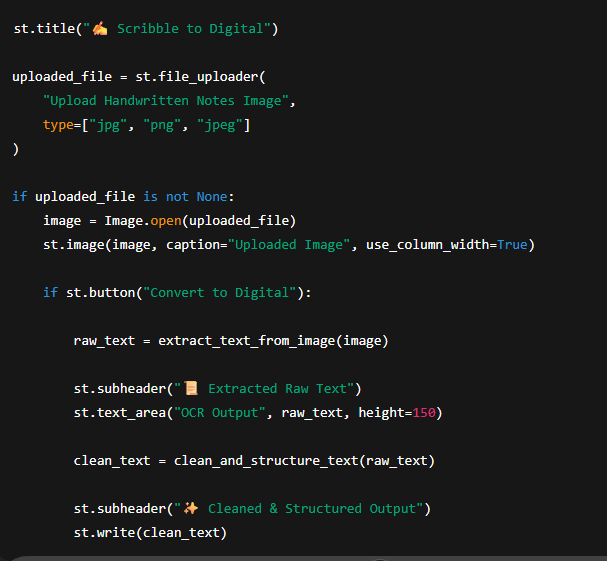 st.title("✍️ Scribble to Digital")
uploaded_file = st.file_uploader(
    "Upload Handwritten Notes Image",
    type=["jpg", "png", "jpeg"]
)
if uploaded_file is not None:
    image = Image.open(uploaded_file)
    st.image(image, caption="Uploaded Image", use_column_width=True)
    if st.button("Convert to Digital"):
        raw_text = extract_text_from_image(image)
        st.subheader("📜 Extracted Raw Text")
        st.text_area("OCR Output", raw_text, height=150)
        clean_text = clean_and_structure_text(raw_text)
        st.subheader("✨ Cleaned & Structured Output")
        st.write(clean_text)